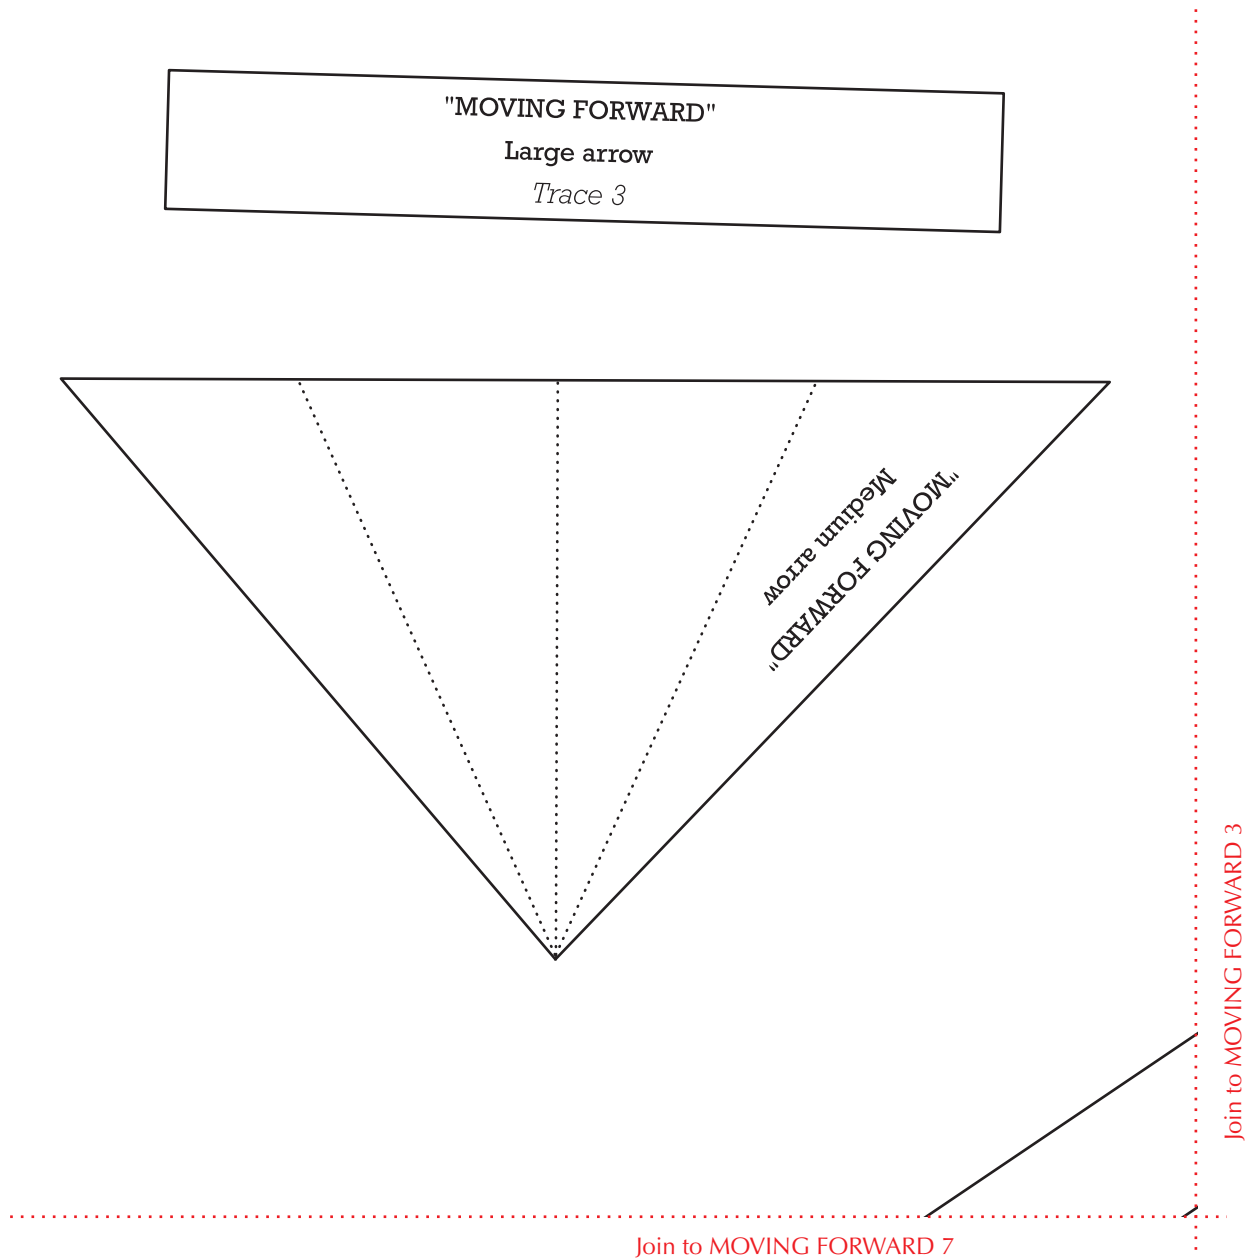 "MOVING FORWARD"
Large arrow
Trace 3
"MOVING FORWARD"
Medium arrow
Join to MOVING FORWARD 3
Join to MOVING FORWARD 7